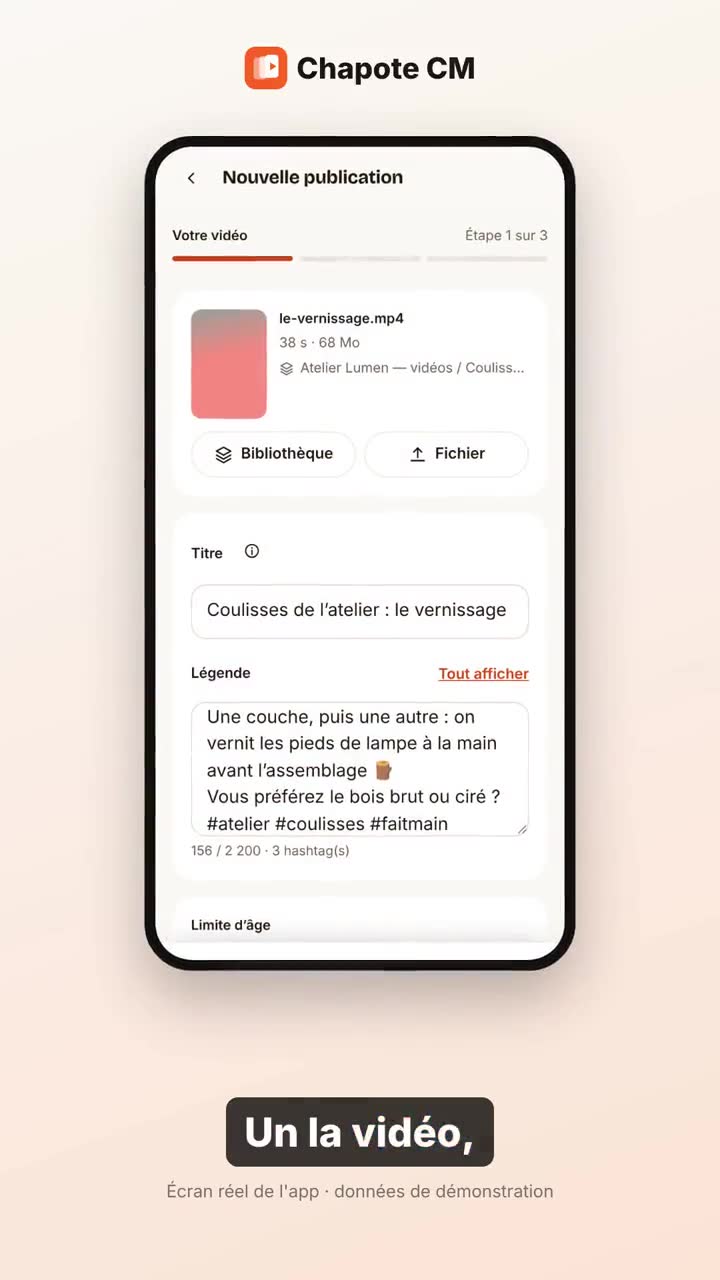 Chapote CM
Nouvelle publication
Votre vidéo
Étape 1 sur 3
le-vernissage.mp4
38 s · 68 Mo
Atelier Lumen — vidéos / Couliss...
Bibliothèque
Fichier
Titre
Coulisses de l’atelier : le vernissage
Légende
Tout afficher
Une couche, puis une autre : on
vernit les pieds de lampe à la main
avant l’assemblage 🪵
Vous préférez le bois brut ou ciré ?
#atelier #coulisses #faitmain
156 / 2 200 · 3 hashtag(s)
Limite d’âge
Un la vidéo,
Écran réel de l'app · données de démonstration